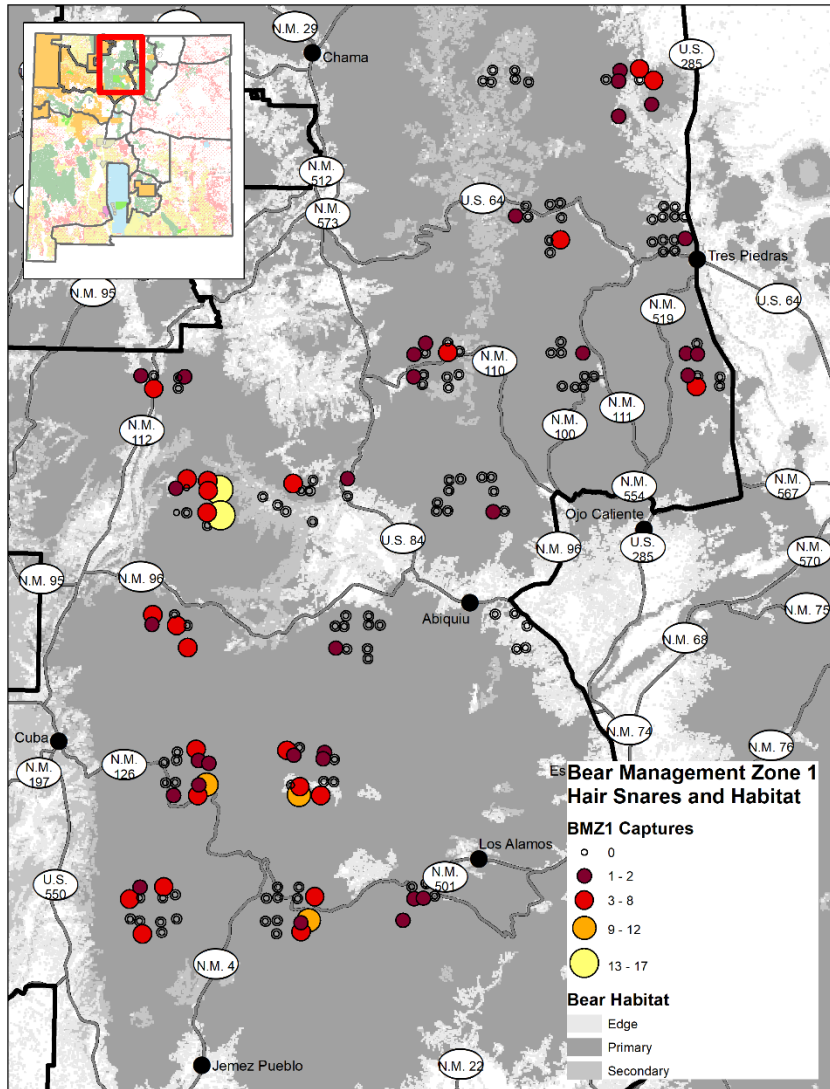 N.M. 29
Chama
U.S.
285
N.M.
512
U.S. 64
N.M.
573
Tres Piedras
N.M. 95
U.S. 64
N.M.
519
N.M.
110
N.M.
111
N.M.
100
N.M.
112
N.M.
554
N.M.
567
Ojo Caliente
U.S. 84
N.M. 96
U.S.
285
N.M.
570
N.M. 95
N.M. 96
Abiquiu
N.M. 75
N.M. 68
Cuba
N.M. 74
N.M. 76
N.M.
126
N.M.
197
Es
Los Alamos
N.M.
501
U.S.
550
N.M. 4
Jemez Pueblo
N.M. 22
Bear Management Zone 1
Hair Snares and Habitat
BMZ1 Captures
0
1 - 2
3 - 8
9 - 12
13 - 17
Bear Habitat
Edge
Primary
Secondary